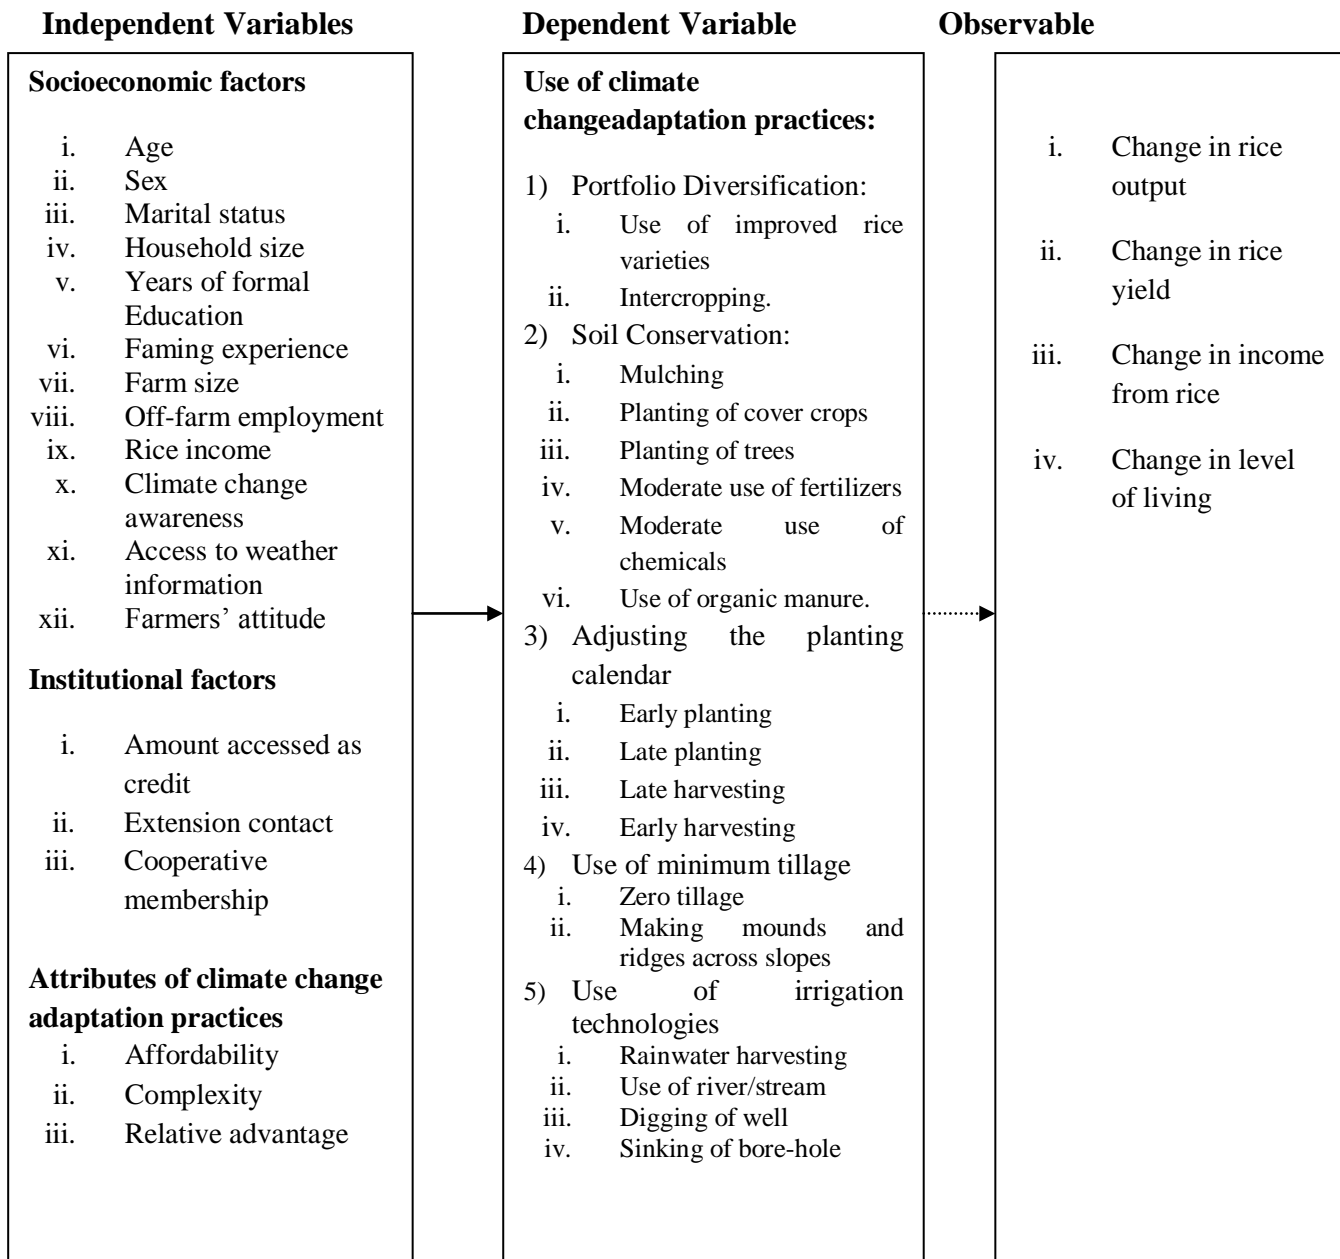 Independent Variables
Socioeconomic factors
i. Age
ii. Sex
iii. Marital status
iv. Household size
v. Years of formal
Education
vi. Faming experience
vii. Farm size
viii. Off-farm employment
ix. Rice income
x. Climate change
awareness
xi. Access to weather
information
xii. Farmers’ attitude
Institutional factors
i. Amount accessed as
credit
ii. Extension contact
iii. Cooperative
membership
Attributes of climate change
adaptation practices
i. Affordability
ii. Complexity
iii. Relative advantage
Dependent Variable
Use of climate
changeadaptation practices:
1) Portfolio Diversification:
i. Use of improved rice
varieties
ii. Intercropping.
2) Soil Conservation:
i. Mulching
ii. Planting of cover crops
iii. Planting of trees
iv. Moderate use of fertilizers
v. Moderate use of
chemicals
vi. Use of organic manure.
3) Adjusting the planting
calendar
i. Early planting
ii. Late planting
iii. Late harvesting
iv. Early harvesting
4) Use of minimum tillage
i. Zero tillage
ii. Making mounds and
ridges across slopes
5) Use of irrigation
technologies
i. Rainwater harvesting
ii. Use of river/stream
iii. Digging of well
iv. Sinking of bore-hole
Observable
i. Change in rice
output
ii. Change in rice
yield
iii. Change in income
from rice
iv. Change in level
of living